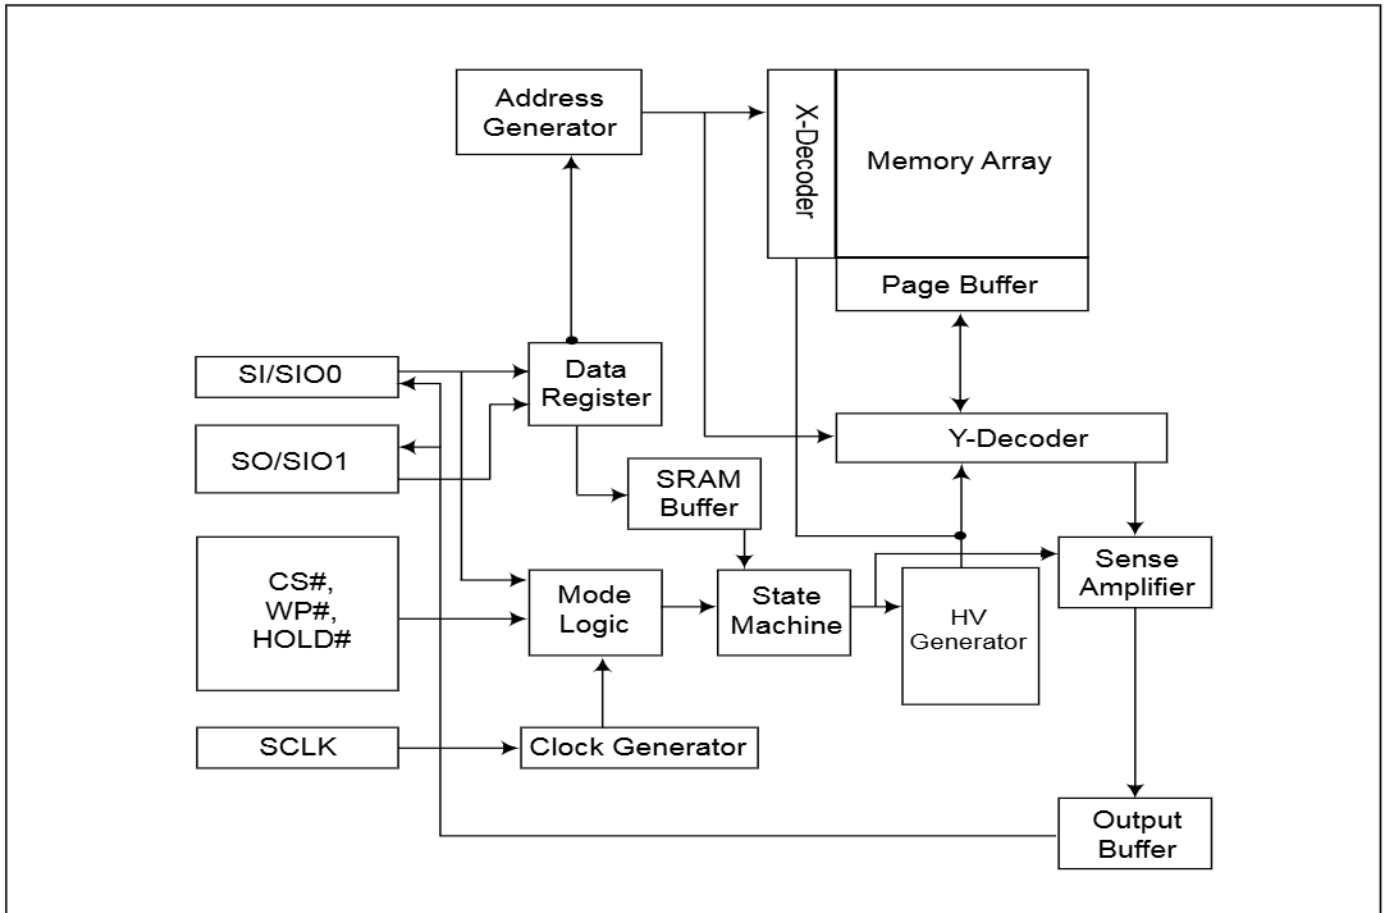 Address
Generator
X-Decoder
Memory Array
Page Buffer
SI/SIO0
Data
Register
SO/SIO1
Y-Decoder
SRAM
Buffer
CS#,
WP#,
HOLD#
Mode
Logic
State
Machine
HV
Generator
Sense
Amplifier
SCLK
Clock Generator
Output
Buffer